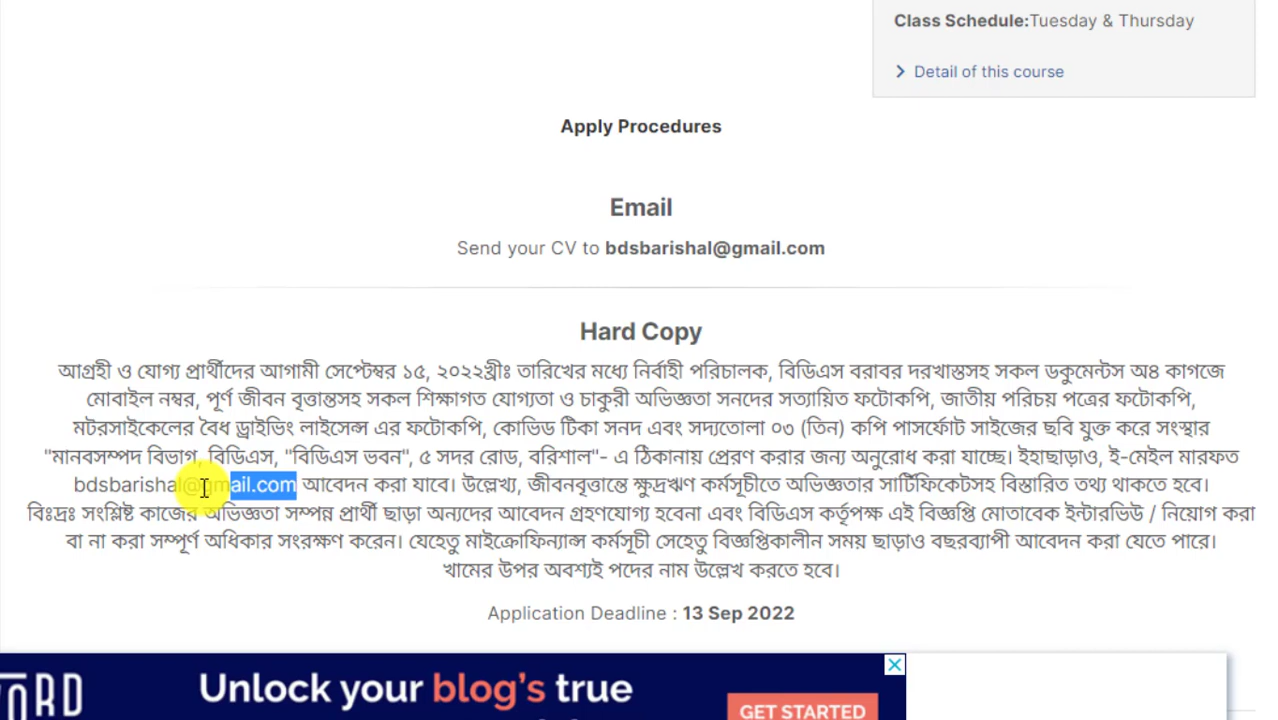 Class Schedule:Tuesday & Thursday
Detail of this course
Apply Procedures
Email
Send your CV to bdsbarishal@gmail.com
Hard Copy
আগ্রহী ও যোগ্য প্রার্থীদের আগামী সেপ্টেম্বর ১৫, ২০২২খ্রীঃ তারিখের মধ্যে নির্বাহী পরিচালক, বিডিএস বরাবর দরখাস্তসহ সকল ডকুমেন্টস অ৪ কাগজে
মোবাইল নম্বর, পূর্ণ জীবন বৃত্তান্তসহ সকল শিক্ষাগত যোগ্যতা ও চাকুরী অভিজ্ঞতা সনদের সত্যায়িত ফটোকপি, জাতীয় পরিচয় পত্রের ফটোকপি,
মটরসাইকেলের বৈধ ড্রাইভিং লাইসেন্স এর ফটোকপি, কোভিড টিকা সনদ এবং সদ্যতোলা ০৩ (তিন) কপি পাসর্ফোট সাইজের ছবি যুক্ত করে সংস্থার
"মানবসম্পদ বিভাগ, বিডিএস, "বিডিএস ভবন", ৫ সদর রোড, বরিশাল"- এ ঠিকানায় প্রেরণ করার জন্য অনুরোধ করা যাচ্ছে। ইহাছাড়াও, ই-মেইল মারফত
bdsbarishal@gmail.com আবেদন করা যাবে। উল্লেখ্য, জীবনবৃত্তান্তে ক্ষুদ্রঋণ কর্মসূচীতে অভিজ্ঞতার সার্টিফিকেটসহ বিস্তারিত তথ্য থাকতে হবে।
বিঃদ্রঃ সংশ্লিষ্ট কাজের অভিজ্ঞতা সম্পন্ন প্রার্থী ছাড়া অন্যদের আবেদন গ্রহণযোগ্য হবেনা এবং বিডিএস কর্তৃপক্ষ এই বিজ্ঞপ্তি মোতাবেক ইন্টারভিউ / নিয়োগ করা
বা না করা সম্পূর্ণ অধিকার সংরক্ষণ করেন। যেহেতু মাইক্রোফিন্যান্স কর্মসূচী সেহেতু বিজ্ঞপ্তিকালীন সময় ছাড়াও বছরব্যাপী আবেদন করা যেতে পারে।
খামের উপর অবশ্যই পদের নাম উল্লেখ করতে হবে।
Application Deadline : 13 Sep 2022
ORD
Unlock your blog's true
GET STARTED